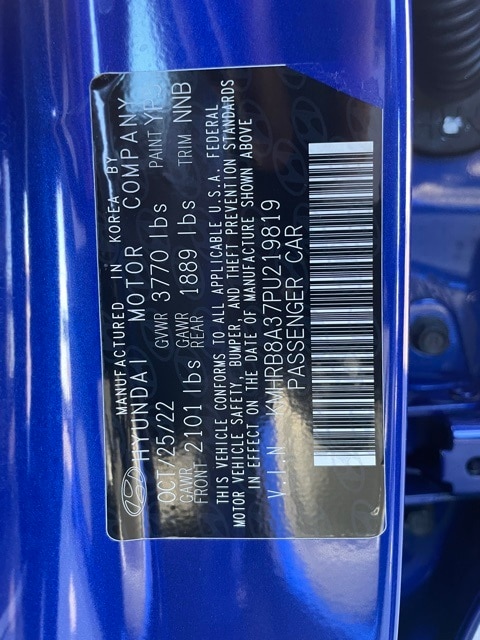 MANUFACTURED IN KOREA BY
HYUNDAI MOTOR COMPANY
OCT/25/22 GVWR 3770 lbs PAINT
GAWR FRONT 2101 lbs GAWR REAR 1889 lbs TRIM NNB
THIS VEHICLE CONFORMS TO ALL APPLICABLE U.S.A. FEDERAL
MOTOR VEHICLE SAFETY, BUMPER, AND THEFT PREVENTION STANDARDS
IN EFFECT ON THE DATE OF MANUFACTURE SHOWN ABOVE
V.I.N KMHRB8A37PU219819
PASSENGER CAR